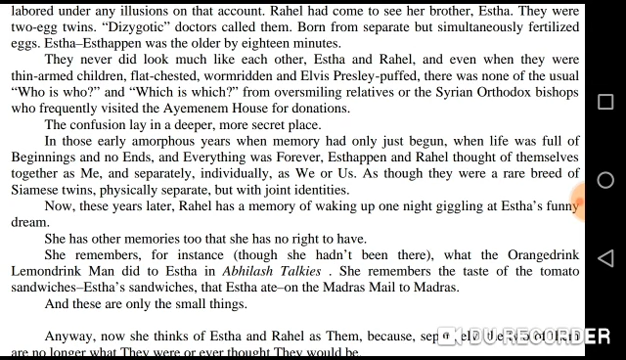 labored under any illusions on that account. Rahel had come to see her brother, Estha. They were
two-egg twins. “Dizygotic” doctors called them. Born from separate but simultaneously fertilized
eggs. Estha–Esthappen was the older by eighteen minutes.
They never did look much like each other, Estha and Rahel, and even when they were
thin-armed children, flat-chested, wormridden and Elvis Presley-puffed, there was none of the usual
“Who is who?” and “Which is which?” from oversmiling relatives or the Syrian Orthodox bishops
who frequently visited the Ayemenem House for donations.
The confusion lay in a deeper, more secret place.
In those early amorphous years when memory had only just begun, when life was full of
Beginnings and no Ends, and Everything was Forever, Esthappen and Rahel thought of themselves
together as Me, and separately, individually, as We or Us. As though they were a rare breed of
Siamese twins, physically separate, but with joint identities.
Now, these years later, Rahel has a memory of waking up one night giggling at Estha's funny
dream.
She has other memories too that she has no right to have.
She remembers, for instance (though she hadn't been there), what the Orangedrink
Lemondrink Man did to Estha in Abhilash Talkies . She remembers the taste of the tomato
sandwiches–Estha's sandwiches, that Estha ate–on the Madras Mail to Madras.
And these are only the small things.
Anyway, now she thinks of Estha and Rahel as Them, because,
are no longer what They were or ever thought They would be.
DU RECORDER